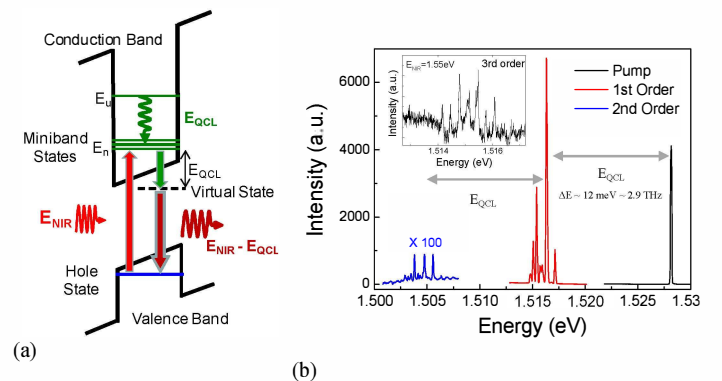 (a)
Conduction Band
Eu
EQCL
Miniband
States
En
EQCL
Virtual State
ENIR
ENIR - EQCL
Hole
State
Valence Band
(b)
Intensity (a.u.)
6000
4000
2000
0
1.500
1.505
1.510
1.515
1.520
1.525
1.53
Energy (eV)
ENIR=1.55eV
3rd order
Intensity (a.u.)
1.514
1.516
Energy (eV)
Pump
1st Order
2nd Order
EQCL
EQCL
ΔE ~ 12 meV ~ 2.9 THz
X 100